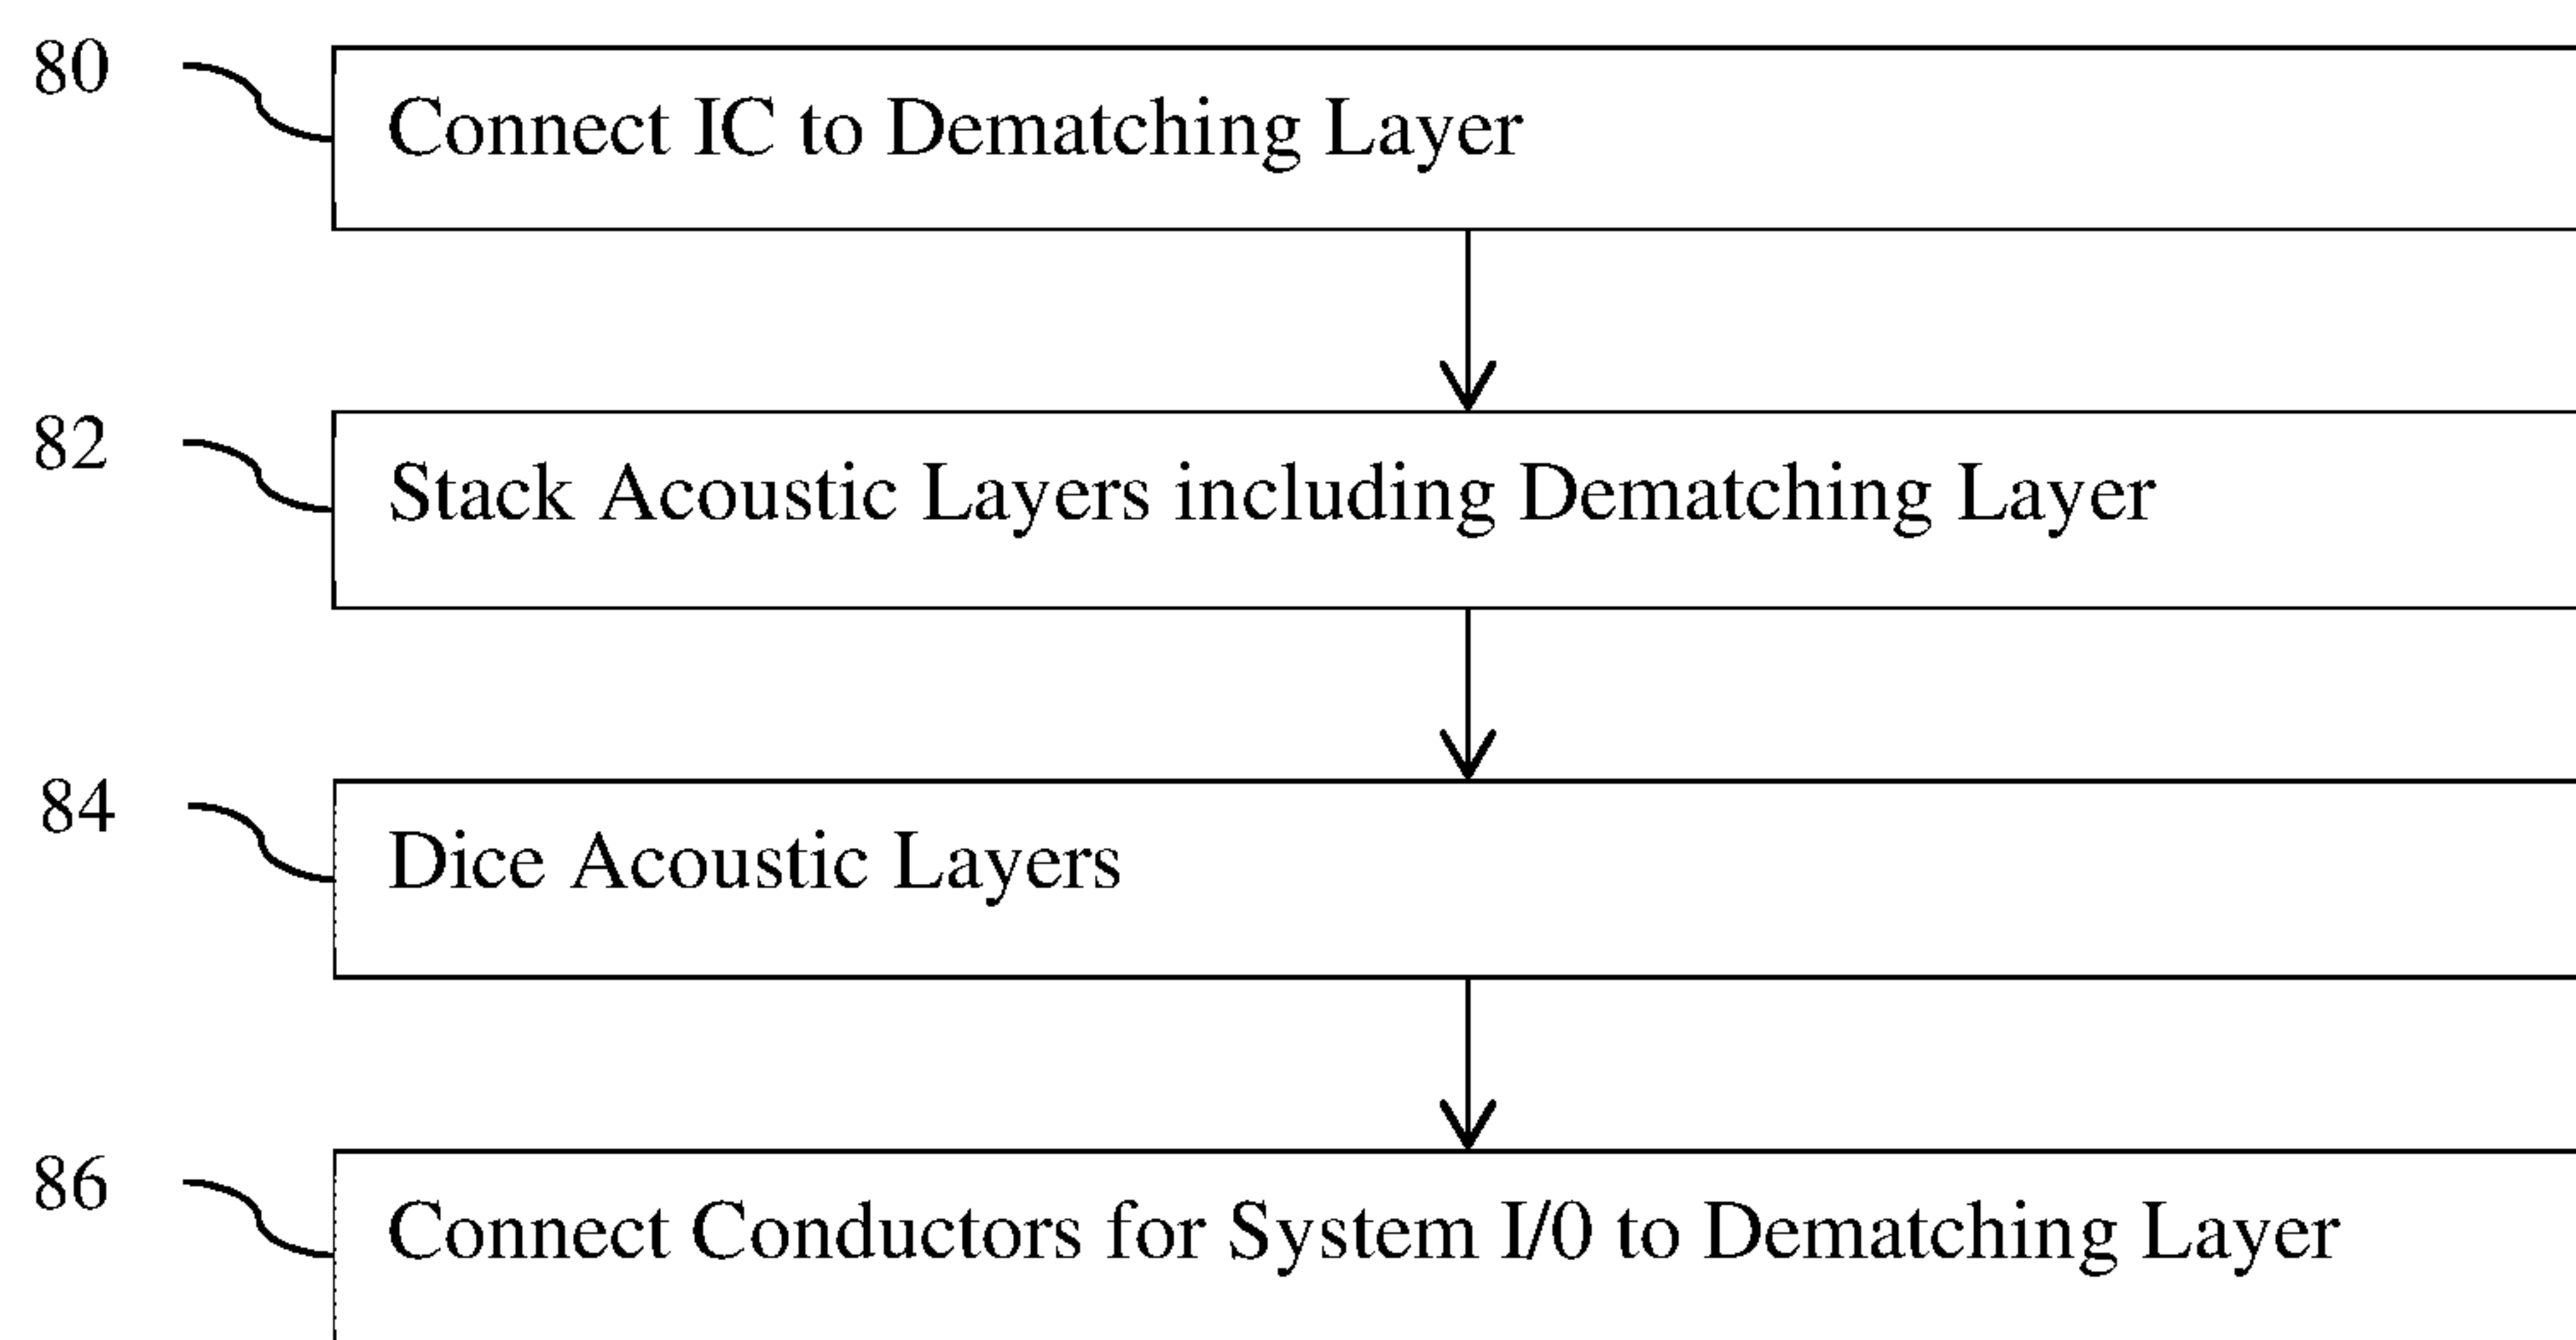 80
Connect IC to Dematching Layer
82
Stack Acoustic Layers including Dematching Layer
84
Dice Acoustic Layers
86
Connect Conductors for System I/0 to Dematching Layer